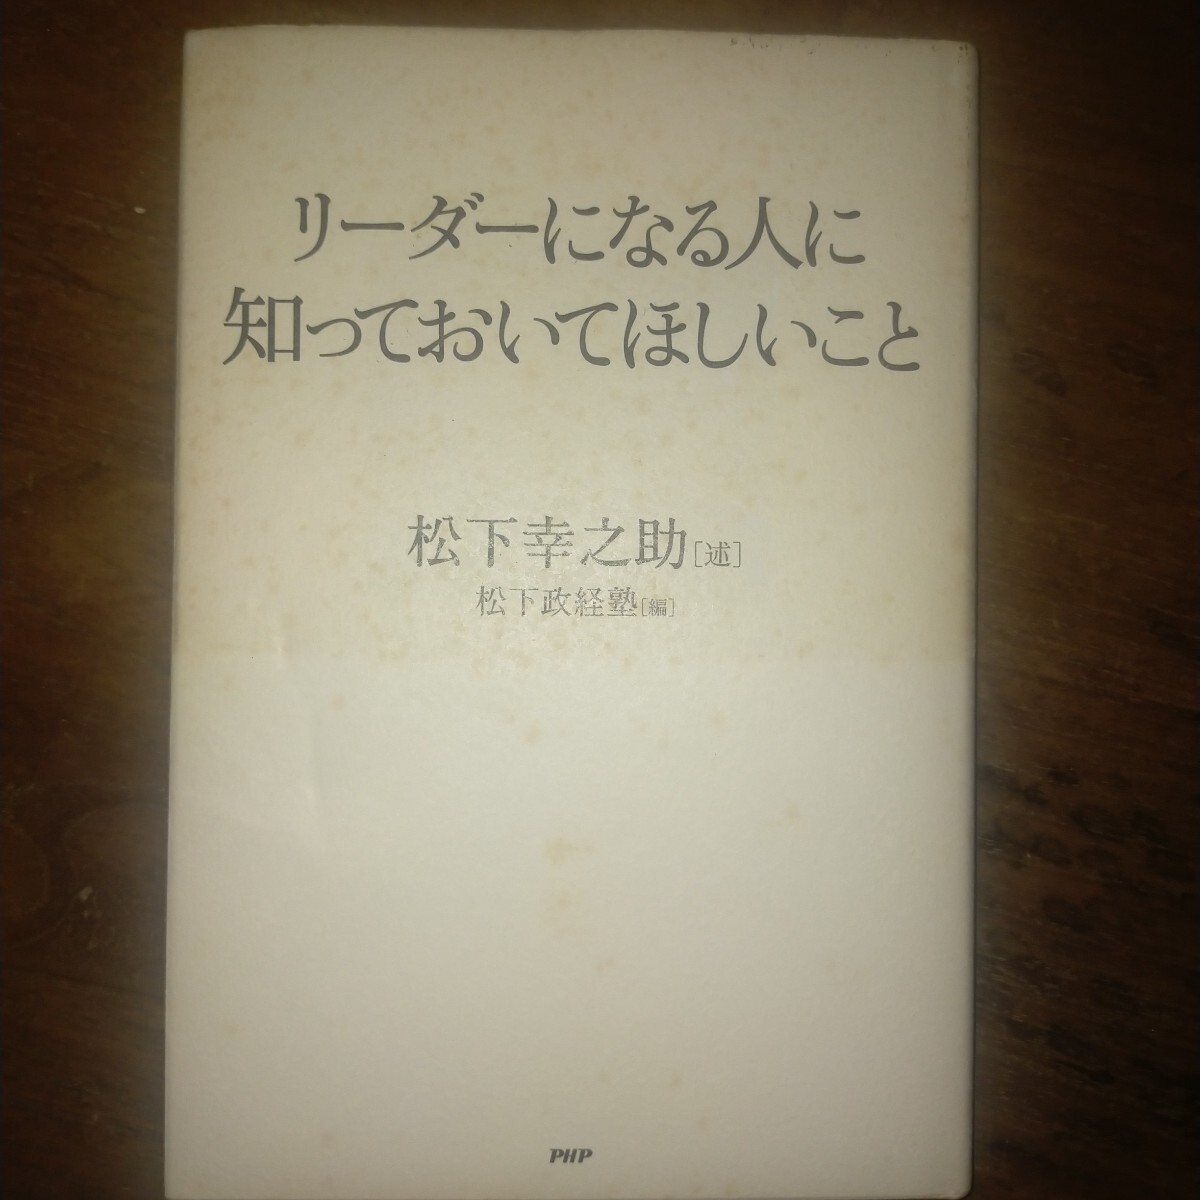 リーダーになる人に
知っておいてほしいこと
松下幸之助[述]
松下政経塾[編]
PHP